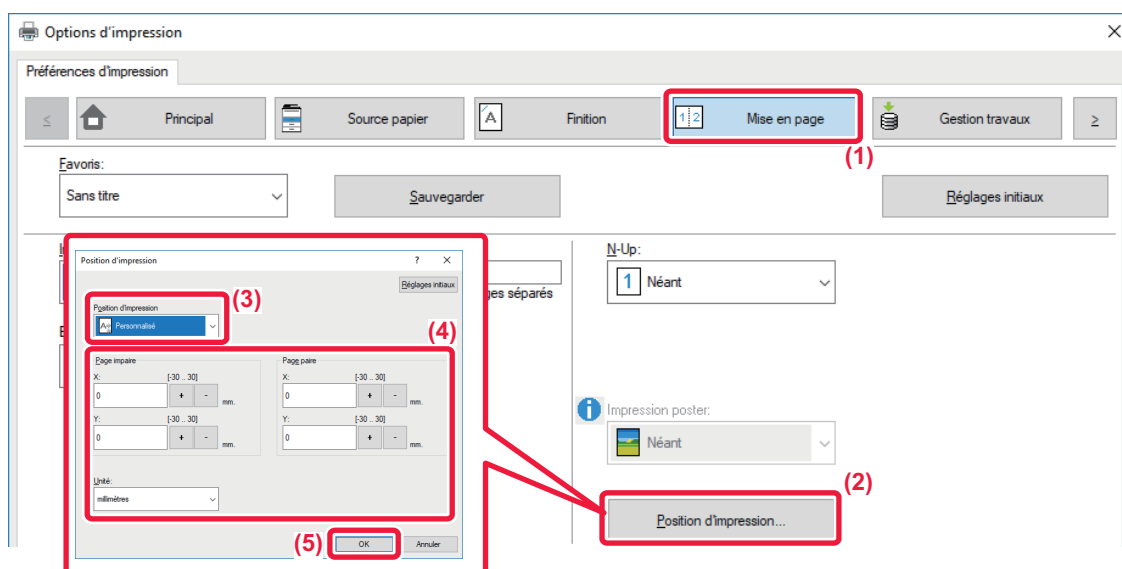 Options d'impression
Préférences d'impression
<
Principal
Source papier
A
Finition
1 2
Mise en page
Gestion travaux
>
(1)
Favoris:
Sans titre
Sauvegarder
Réglages initiaux
Position d'impression
?
Réglages initiaux
(3)
Position d'impression
A
Personnalisé
(4)
Page impaire
Page paire
X:
[-30 .. 30]
X:
[-30 .. 30]
0
+
-
mm.
0
+
-
mm.
Y:
[-30 .. 30]
Y:
[-30 .. 30]
0
+
-
mm.
0
+
-
mm.
Unité:
millimètres
(5)
OK
Annuler
séparés
N-Up:
1
Néant
i
Impression poster:
Néant
(2)
Position d'impression...